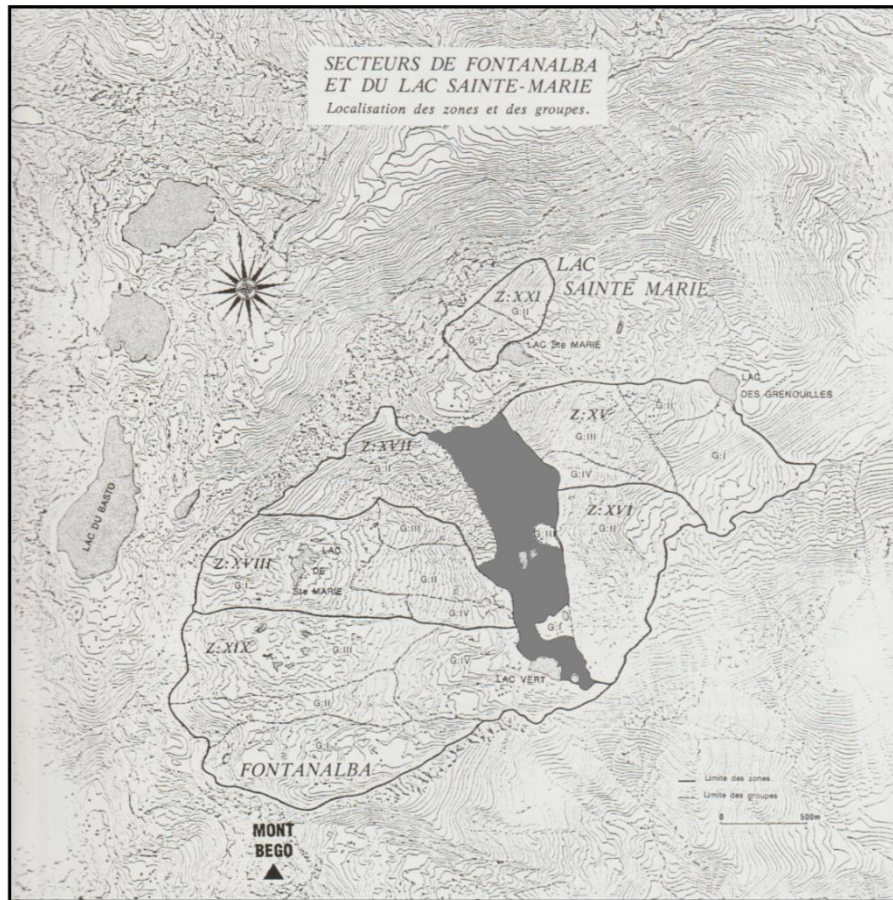 SECTEURS DE FONTANALBA
ET DU LAC SAINTE-MARIE
Localisation des zones et des groupes.
LAC
SAINTE MARIE
Z:XXI
G:II
G:I
LAC Ste MARIE
LAC
DES GRENOUILLES
Z:XV
G:II
G:III
G:I
G:IV
Z:XVII
G:II
Z:XVI
G:II
LAC DU BASTO
G:III
G:III
Z:XVIII
LAC
DE
Ste MARIE
G:I
G:II
G:IV
G:I
Z:XIX
G:III
G:IV
LAC VERT
G:II
G:I
FONTANALBA
Limite des zones
Limite des groupes
0 500m
MONT
BEGO